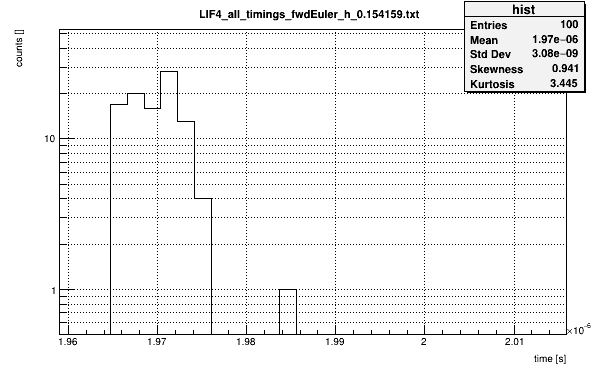 LIF4_all_timings_fwdEuler_h_0.154159.txt
hist
Entries 100
Mean 1.97e−06
Std Dev 3.08e−09
Skewness 0.941
Kurtosis 3.445
counts []
10
1
1.96 1.97 1.98 1.99 2 2.01
×10⁻⁶
time [s]